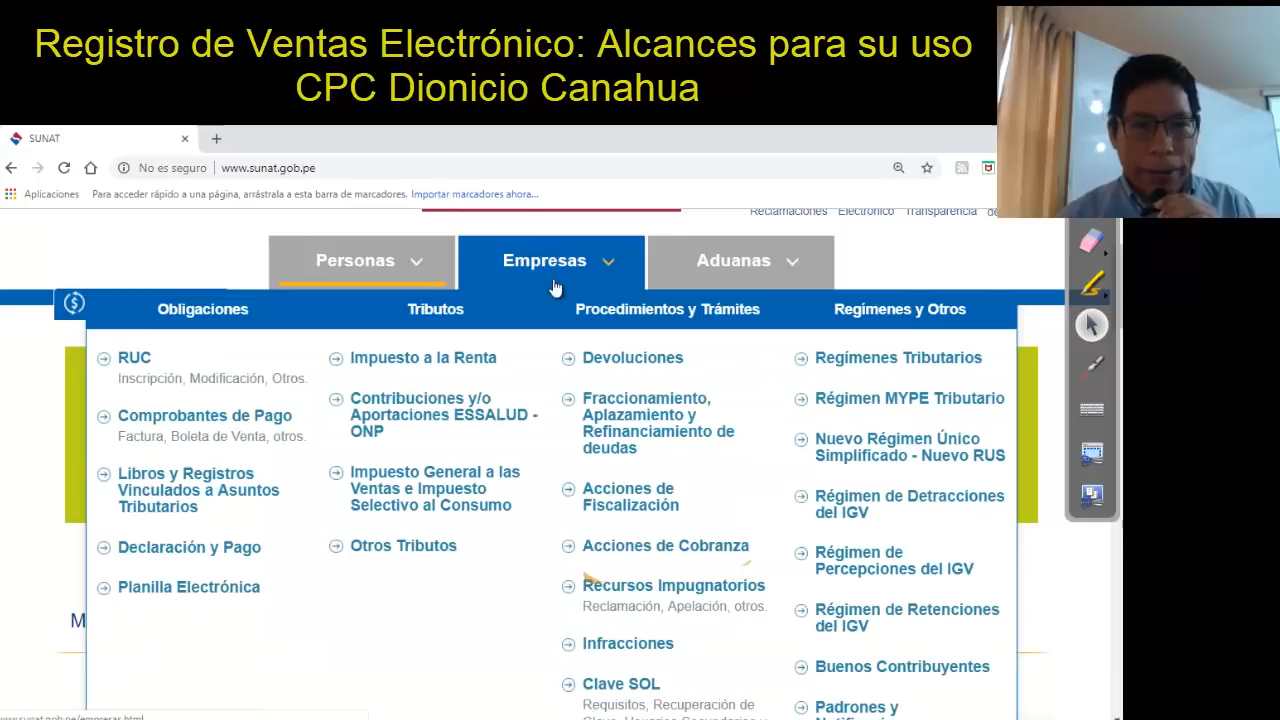 Registro de Ventas Electrónico: Alcances para su uso
CPC Dionicio Canahua
SUNAT
No es seguro
www.sunat.gob.pe
Aplicaciones
Para acceder rápido a una página, arrástrala a esta barra de marcadores.
Importar marcadores ahora...
Reclamaciones
Electrónico
Transparencia
Personas
Empresas
Aduanas
Obligaciones
Tributos
Procedimientos y Trámites
Regímenes y Otros
RUC
Inscripción, Modificación, Otros.
Comprobantes de Pago
Factura, Boleta de Venta, otros.
Libros y Registros
Vinculados a Asuntos
Tributarios
Declaración y Pago
Planilla Electrónica
Impuesto a la Renta
Contribuciones y/o
Aportaciones ESSALUD -
ONP
Impuesto General a las
Ventas e Impuesto
Selectivo al Consumo
Otros Tributos
Devoluciones
Fraccionamiento,
Aplazamiento y
Refinanciamiento de
deudas
Acciones de
Fiscalización
Acciones de Cobranza
Recursos Impugnatorios
Reclamación, Apelación, otros.
Infracciones
Clave SOL
Requisitos, Recuperación de
Regímenes Tributarios
Régimen MYPE Tributario
Nuevo Régimen Único
Simplificado - Nuevo RUS
Régimen de Detracciones
del IGV
Régimen de
Percepciones del IGV
Régimen de Retenciones
del IGV
Buenos Contribuyentes
Padrones y
M